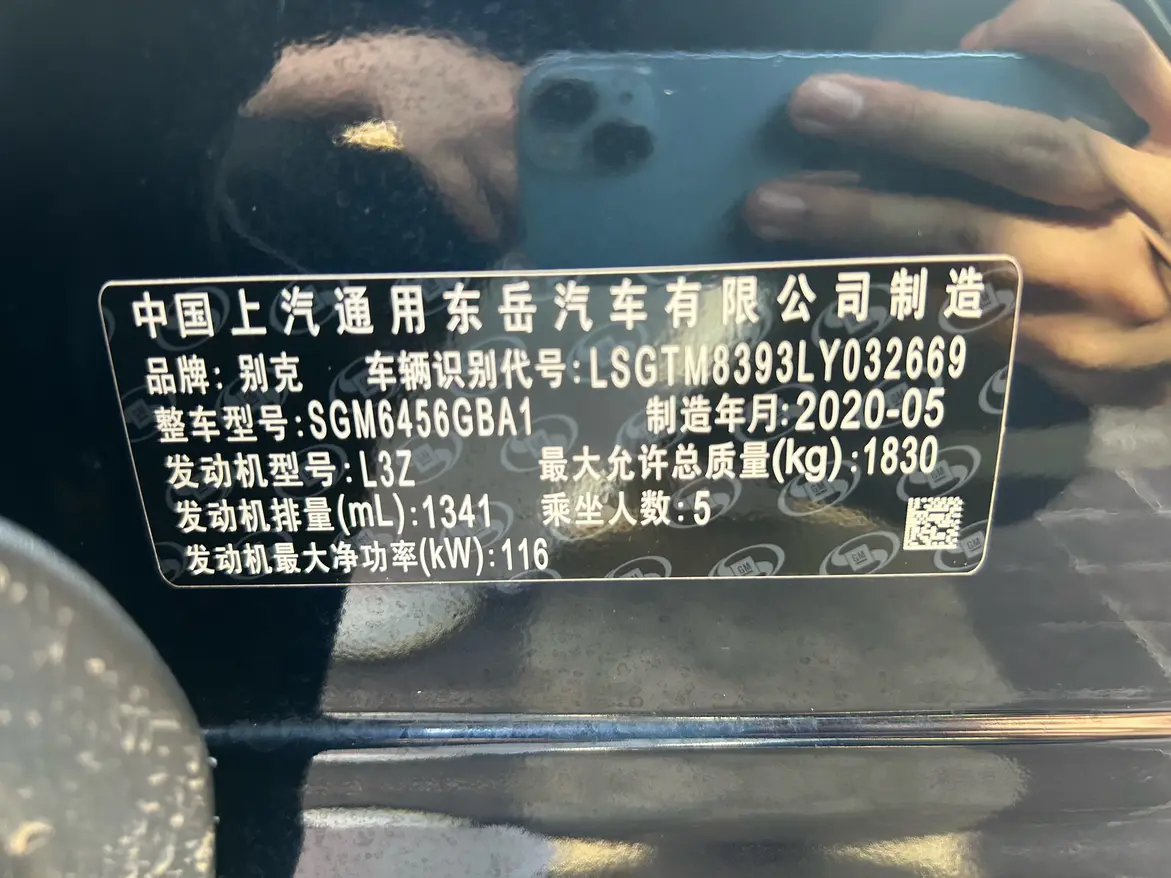 中国上汽通用东岳汽车有限公司制造
品牌: 别克 车辆识别代号:LSGTM8393LY032669
整车型号:SGM6456GBA1 制造年月:2020-05
发动机型号:L3Z 最大允许总质量(kg):1830
发动机排量(mL):1341 乘坐人数:5
发动机最大净功率(kW):116
GM
GM
GM